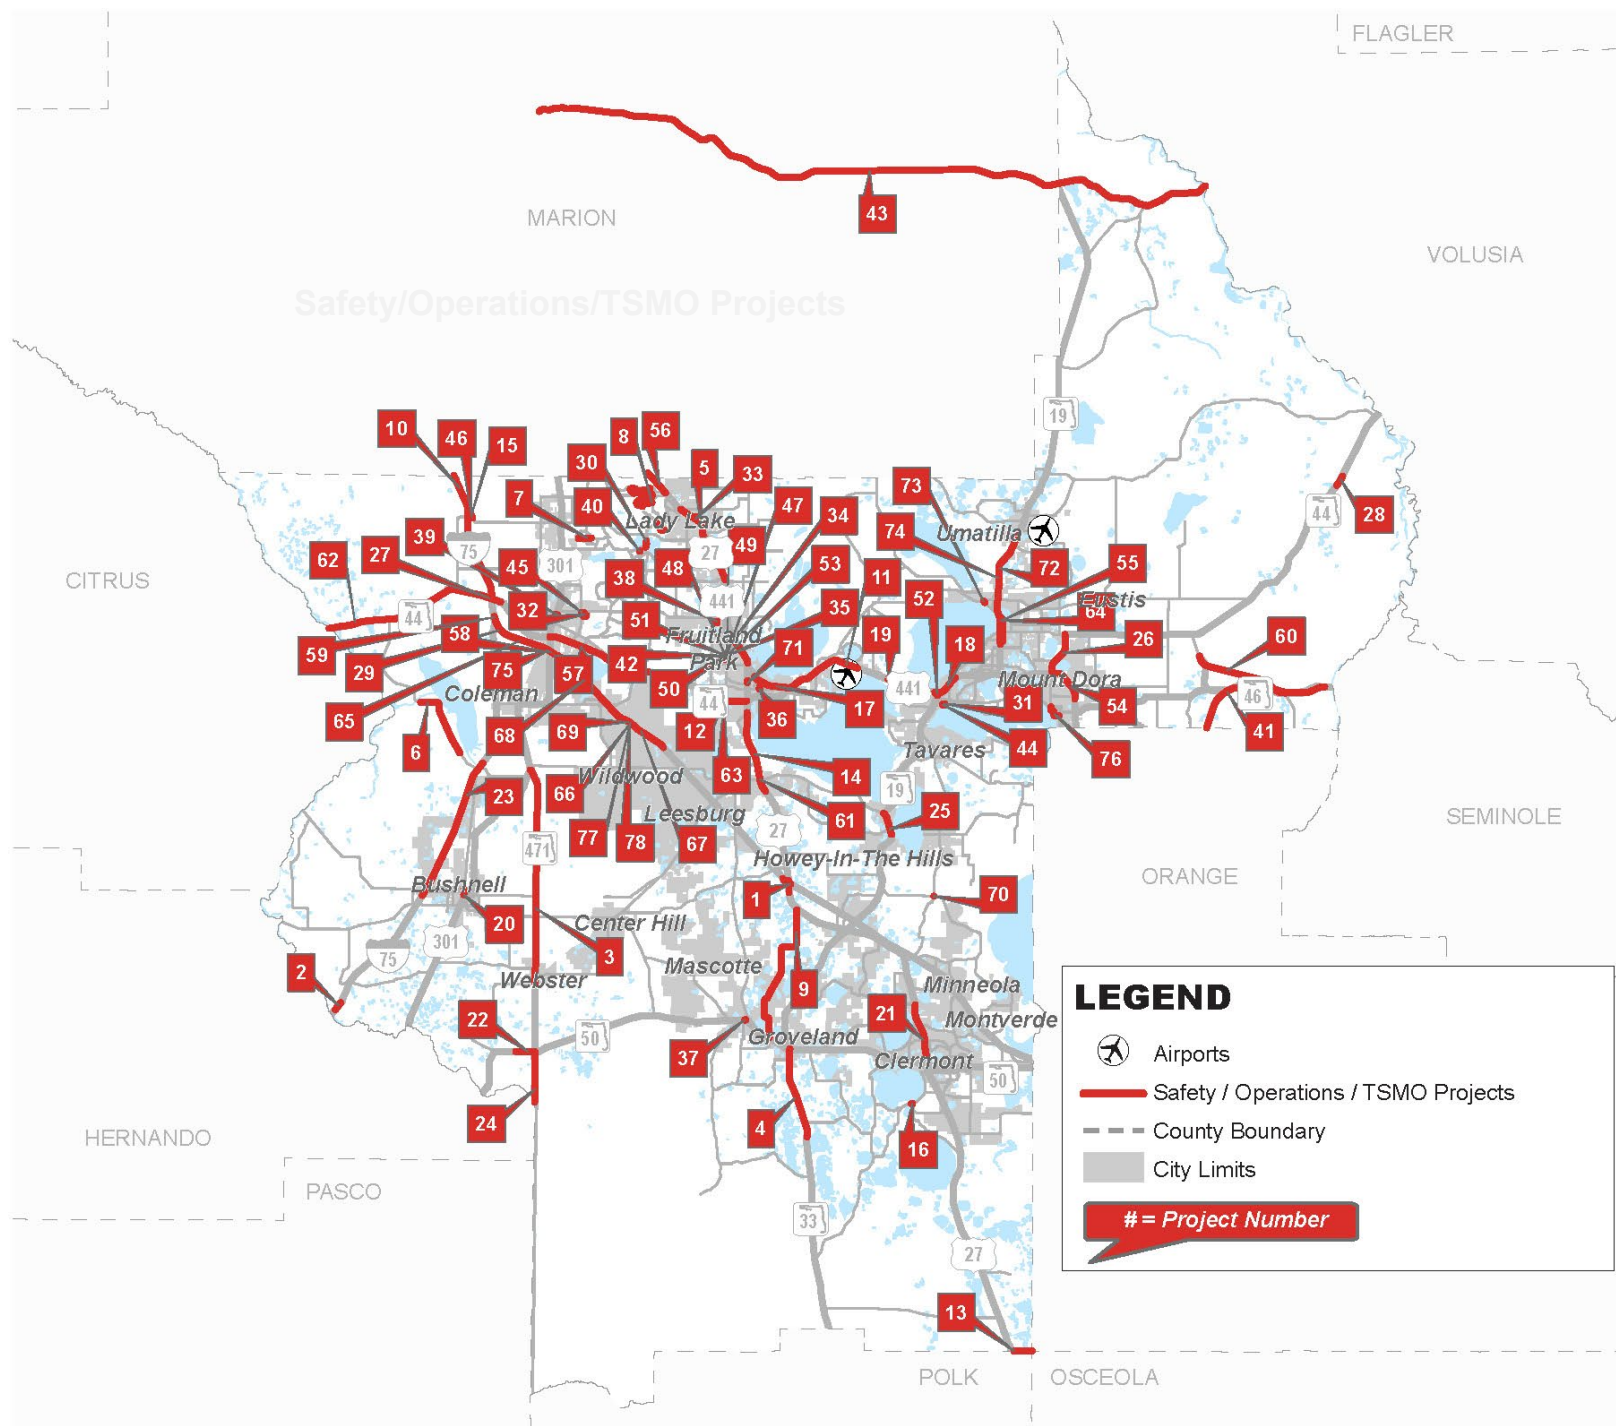 FLAGLER
43
MARION
VOLUSIA
Safety/Operations/TSMO Projects
19
10
46
15
8
56
30
5
33
7
40
47
34
73
74
Umatilla
44
28
Lady Lake
39
75
27
49
62
27
45
301
38
48
53
11
72
55
CITRUS
44
32
441
52
Eustis
64
51
35
58
Fruitland
Park
19
18
26
60
59
29
75
57
42
71
Mount Dora
441
46
Coleman
50
44
17
31
54
41
65
68
69
12
36
6
Tavares
44
76
Wildwood
63
14
23
66
19
25
Leesburg
61
27
SEMINOLE
77
78
67
471
Howey-In-The Hills
ORANGE
Bushnell
1
70
20
Center Hill
301
75
3
Mascotte
2
Webster
9
Minneola
22
21
Montverde
50
37
Groveland
Clermont
50
24
4
16
HERNANDO
PASCO
33
27
13
POLK
OSCEOLA
LEGEND
Airports
Safety / Operations / TSMO Projects
County Boundary
City Limits
# = Project Number